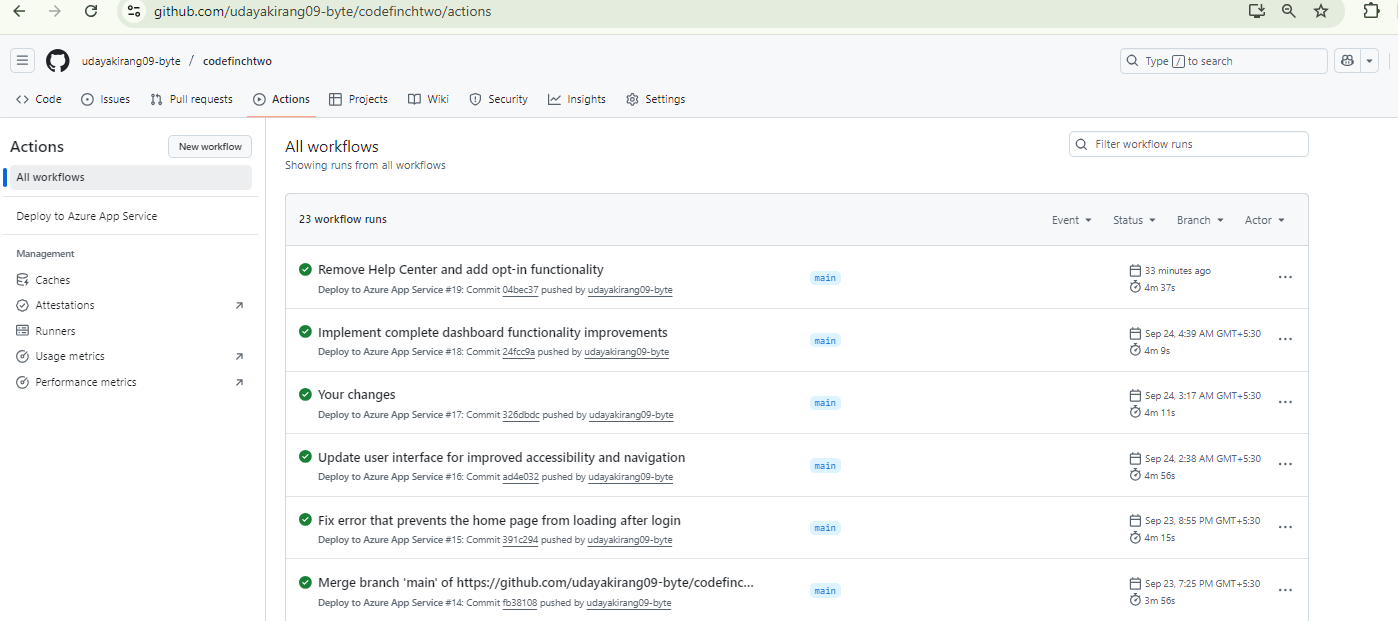 github.com/udayakirang09-byte/codefinchtwo/actions
udayakirang09-byte / codefinchtwo
Type / to search
Code Issues Pull requests Actions Projects Wiki Security Insights Settings
Actions
New workflow
All workflows
Deploy to Azure App Service
Management
Caches
Attestations
Runners
Usage metrics
Performance metrics
All workflows
Showing runs from all workflows
Filter workflow runs
23 workflow runs
Event Status Branch Actor
Remove Help Center and add opt-in functionality
Deploy to Azure App Service #19: Commit 04bec37 pushed by udayakirang09-byte
main
33 minutes ago
4m 37s
Implement complete dashboard functionality improvements
Deploy to Azure App Service #18: Commit 24fcc9a pushed by udayakirang09-byte
main
Sep 24, 4:39 AM GMT+5:30
4m 9s
Your changes
Deploy to Azure App Service #17: Commit 326dbdc pushed by udayakirang09-byte
main
Sep 24, 3:17 AM GMT+5:30
4m 11s
Update user interface for improved accessibility and navigation
Deploy to Azure App Service #16: Commit ad4e032 pushed by udayakirang09-byte
main
Sep 24, 2:38 AM GMT+5:30
4m 56s
Fix error that prevents the home page from loading after login
Deploy to Azure App Service #15: Commit 391c294 pushed by udayakirang09-byte
main
Sep 23, 8:55 PM GMT+5:30
4m 15s
Merge branch 'main' of https://github.com/udayakirang09-byte/codefinc...
Deploy to Azure App Service #14: Commit fb38108 pushed by udayakirang09-byte
main
Sep 23, 7:25 PM GMT+5:30
3m 56s